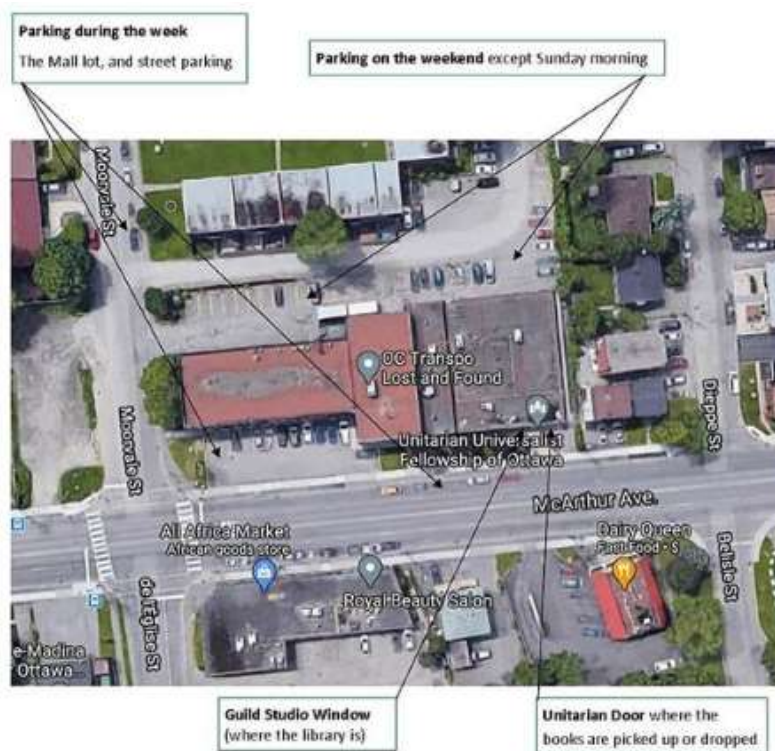 Parking during the week
The Mall lot, and street parking
Parking on the weekend except Sunday morning
Moorvale St
OC Transpo
Lost and Found
Moorvale St
Unitarian Universalist
Fellowship of Ottawa
Dieppe St
McArthur Ave.
All Africa Market
African goods store
Dairy Queen
Fast Food • $
Royal Beauty Salon
de l'Église St
Belisle St
e-Madina
Ottawa...
Guild Studio Window
(where the library is)
Unitarian Door where the
books are picked up or dropped